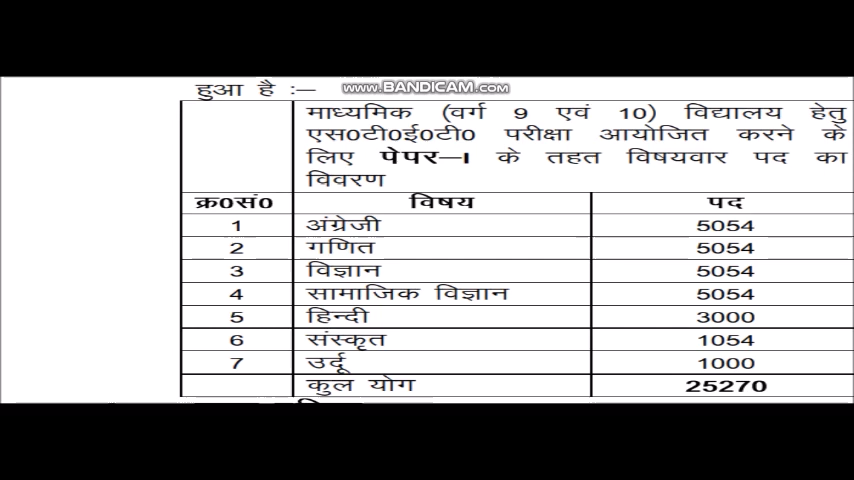 हुआ है :–
www.BANDICAM.com
माध्यमिक (वर्ग 9 एवं 10) विद्यालय हेतु
एस0टी0ई0टी0 परीक्षा आयोजित करने के
लिए पेपर–I के तहत विषयवार पद का
विवरण
क्र0सं0 विषय पद
1 अंग्रेजी 5054
2 गणित 5054
3 विज्ञान 5054
4 सामाजिक विज्ञान 5054
5 हिन्दी 3000
6 संस्कृत 1054
7 उर्दू 1000
कुल योग 25270